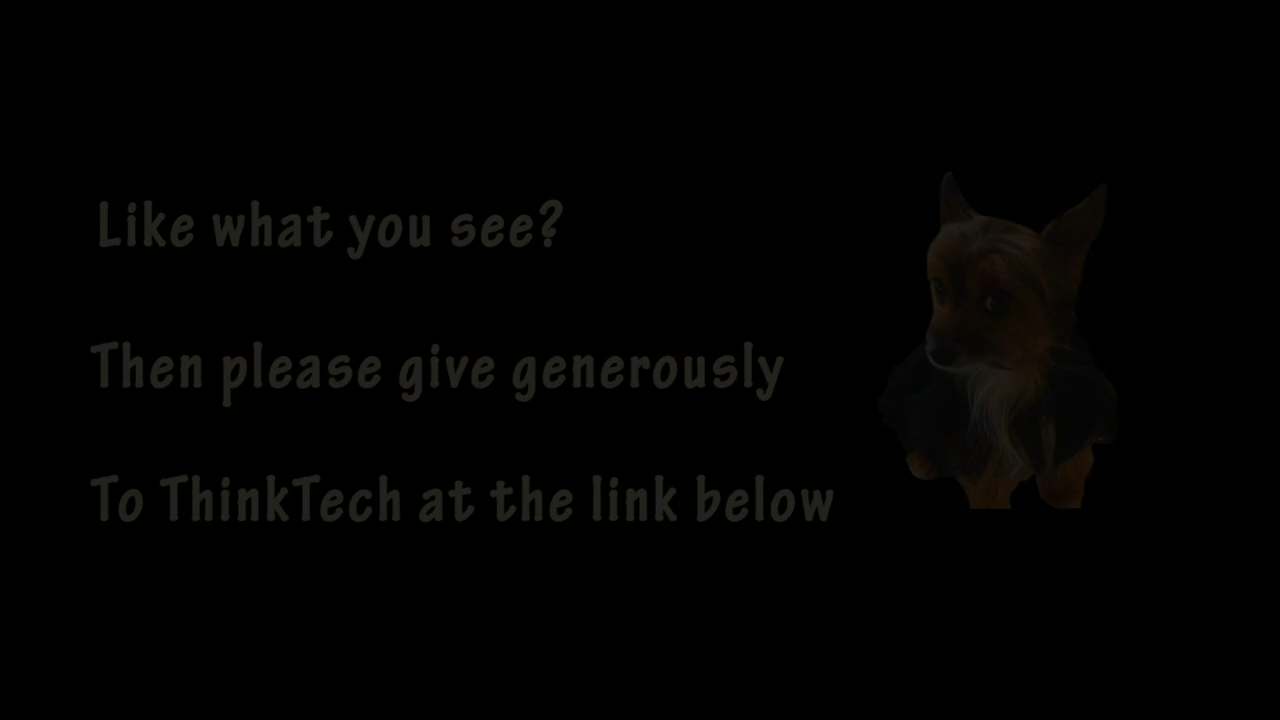 Like what you see?
Then please give generously
To ThinkTech at the link below